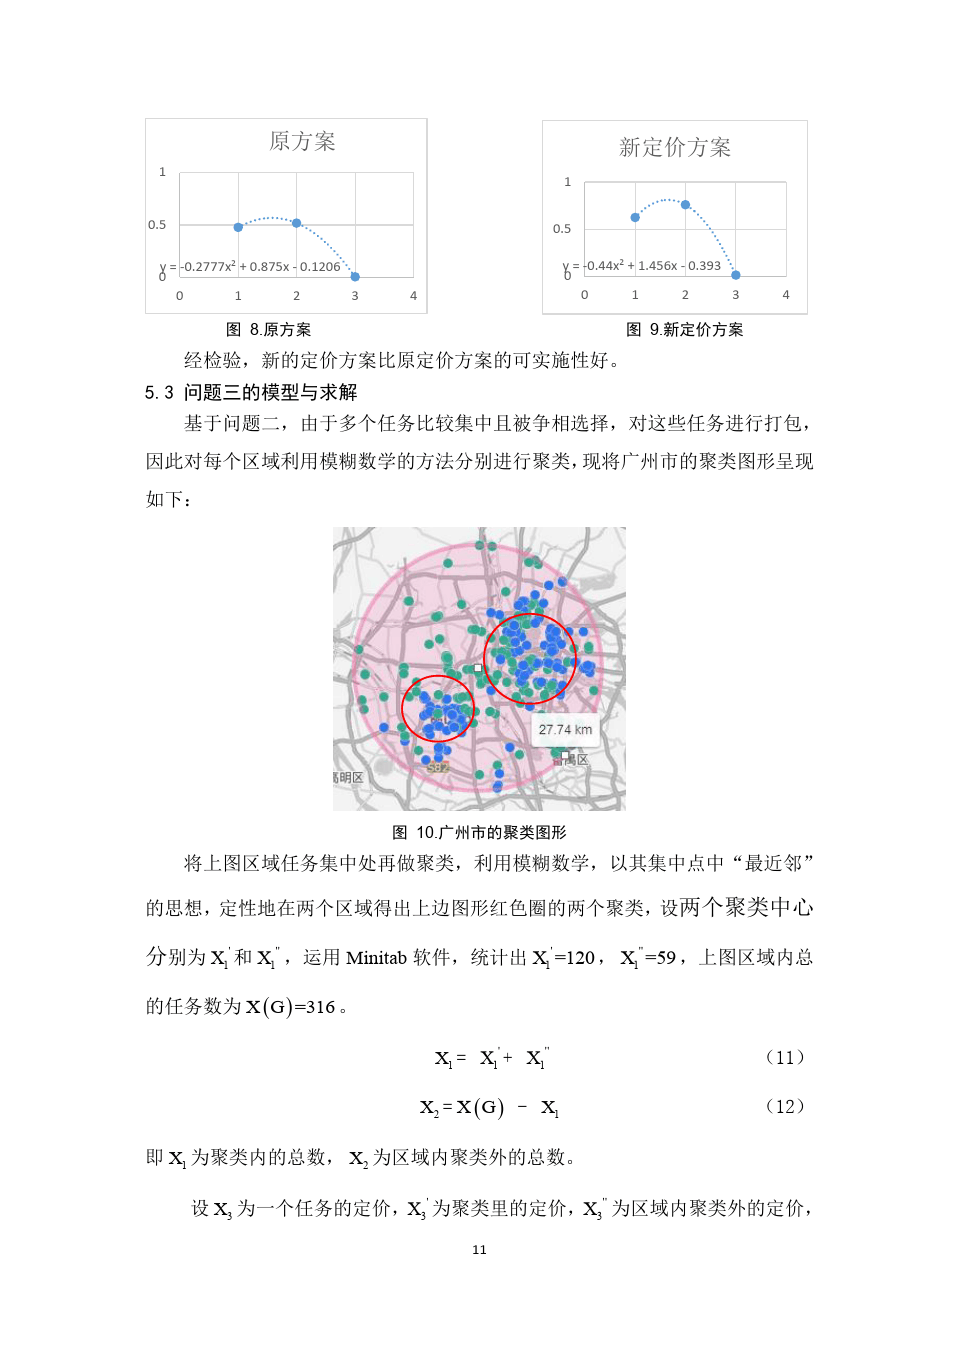 原方案
1
0.5
0
y = -0.2777x² + 0.875x - 0.1206
0 1 2 3 4
新定价方案
1
0.5
0
y = -0.44x² + 1.456x - 0.393
0 1 2 3 4
图 8.原方案
图 9.新定价方案
经检验，新的定价方案比原定价方案的可实施性好。
5.3 问题三的模型与求解
基于问题二，由于多个任务比较集中且被争相选择，对这些任务进行打包，
因此对每个区域利用模糊数学的方法分别进行聚类，现将广州市的聚类图形呈现
如下：
27.74 km
S82
明区
图 10.广州市的聚类图形
将上图区域任务集中处再做聚类，利用模糊数学，以其集中点中“最近邻”
的思想，定性地在两个区域得出上边图形红色圈的两个聚类，设两个聚类中心
分别为 X₁' 和 X₁''，运用 Minitab 软件，统计出 X₁'=120， X₁''=59，上图区域内总
的任务数为 X(G)=316。
X₁ = X₁' + X₁'' （11）
X₂ = X(G) − X₁ （12）
即 X₁ 为聚类内的总数， X₂ 为区域内聚类外的总数。
设 X₃ 为一个任务的定价，X₃' 为聚类里的定价，X₃'' 为区域内聚类外的定价，
11